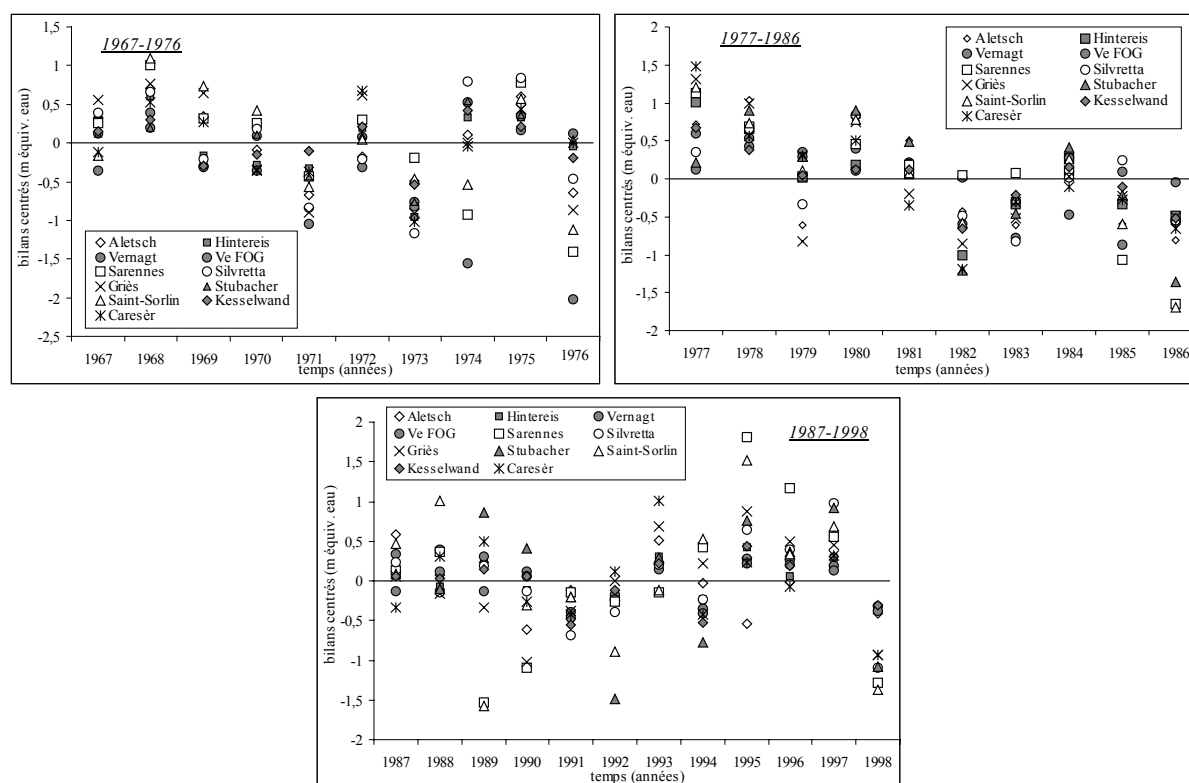 1967-1976
bilans centrés (m équiv. eau)
1,5
1
0,5
0
-0,5
-1
-1,5
-2
-2,5
Aletsch Hintereis
Vernagt Ve FOG
Sarennes Silvretta
Griès Stubacher
Saint-Sorlin Kesselwand
Caresèr
1967 1968 1969 1970 1971 1972 1973 1974 1975 1976
temps (années)
1977-1986
bilans centrés (m équiv. eau)
2
1,5
1
0,5
0
-0,5
-1
-1,5
-2
Aletsch Hintereis
Vernagt Ve FOG
Sarennes Silvretta
Griès Stubacher
Saint-Sorlin Kesselwand
Caresèr
1977 1978 1979 1980 1981 1982 1983 1984 1985 1986
temps (années)
1987-1998
bilans centrés (m équiv. eau)
2
1,5
1
0,5
0
-0,5
-1
-1,5
-2
Aletsch Hintereis Vernagt
Ve FOG Sarennes Silvretta
Griès Stubacher Saint-Sorlin
Kesselwand Caresèr
1987 1988 1989 1990 1991 1992 1993 1994 1995 1996 1997 1998
temps (années)